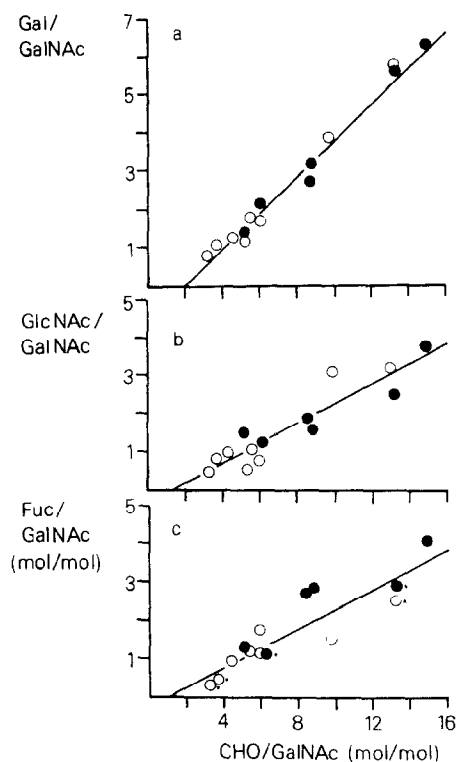 Gal/
GalNAc
a
7
5
3
1
GlcNAc/
GalNAc
b
5
3
1
Fuc/
GalNAc
(mol/mol)
c
5
3
1
4 8 12 16
CHO/GalNAc (mol/mol)